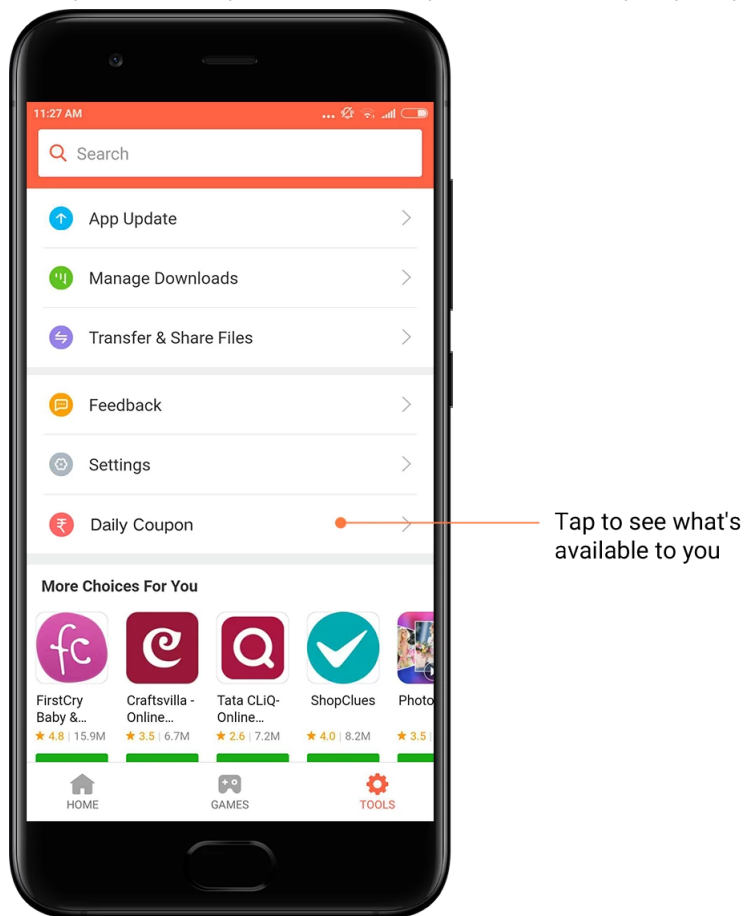 11:27 AM
Search
App Update
Manage Downloads
Transfer & Share Files
Feedback
Settings
Daily Coupon
Tap to see what's
available to you
More Choices For You
fc
FirstCry
Baby &...
★ 4.8 | 15.9M
Craftsvilla -
Online...
★ 3.5 | 6.7M
Tata CLiQ-
Online...
★ 2.6 | 7.2M
ShopClues
★ 4.0 | 8.2M
Photo
★ 3.5 |
HOME
GAMES
TOOLS